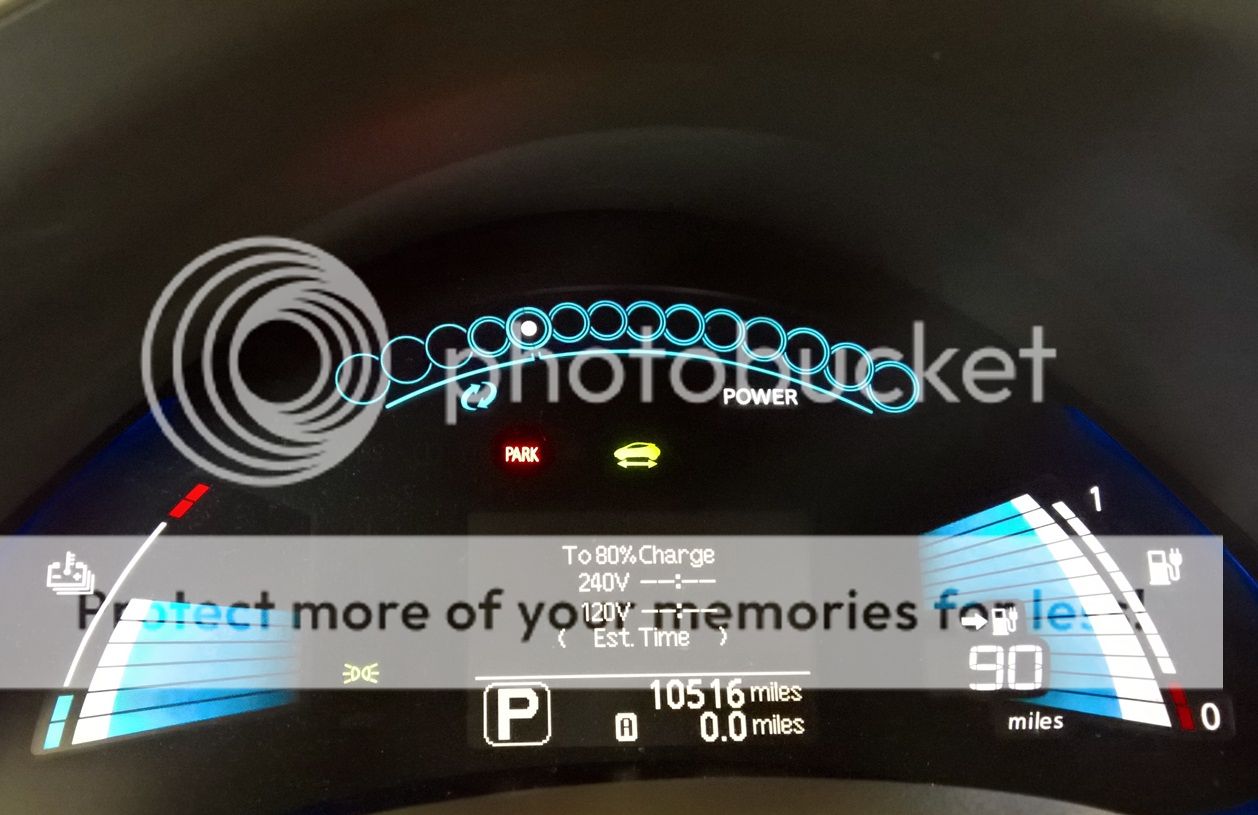 photobucket
POWER
PARK
1
To 80% Charge
240V --:--
Protect more of your memories for less!
120V --:--
( Est. Time )
90
miles
P
10516 miles
A 0.0 miles
0